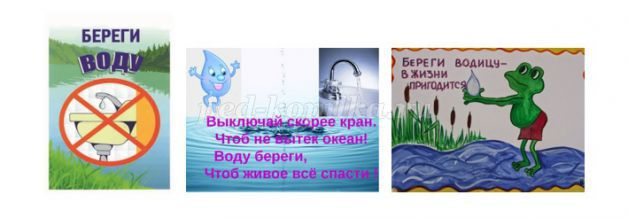 БЕРЕГИ
ВОДУ
Выключай скорее кран.
Чтоб не вытек океан!
Воду береги,
Чтоб живое всё спасти !
БЕРЕГИ ВОДИЦУ-
В ЖИЗНИ
ПРИГОДИТСЯ